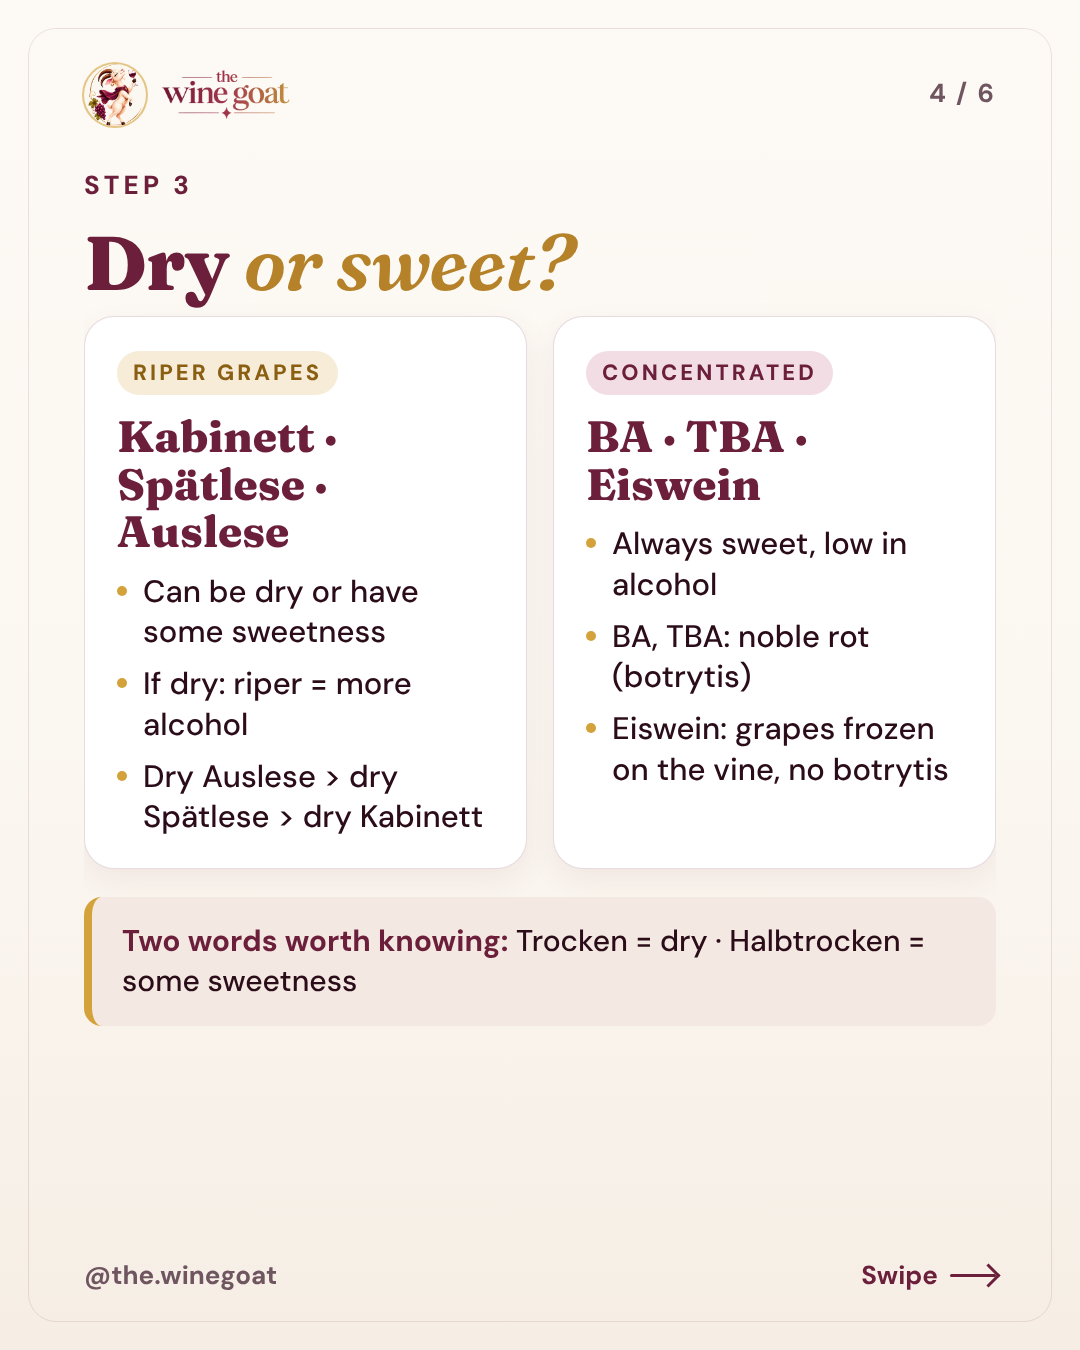 the
wine goat
4 / 6
STEP 3
Dry or sweet?
RIPER GRAPES
Kabinett ·
Spätlese ·
Auslese
• Can be dry or have
some sweetness
• If dry: riper = more
alcohol
• Dry Auslese > dry
Spätlese > dry Kabinett
CONCENTRATED
BA · TBA ·
Eiswein
• Always sweet, low in
alcohol
• BA, TBA: noble rot
(botrytis)
• Eiswein: grapes frozen
on the vine, no botrytis
Two words worth knowing: Trocken = dry · Halbtrocken =
some sweetness
@the.winegoat
Swipe